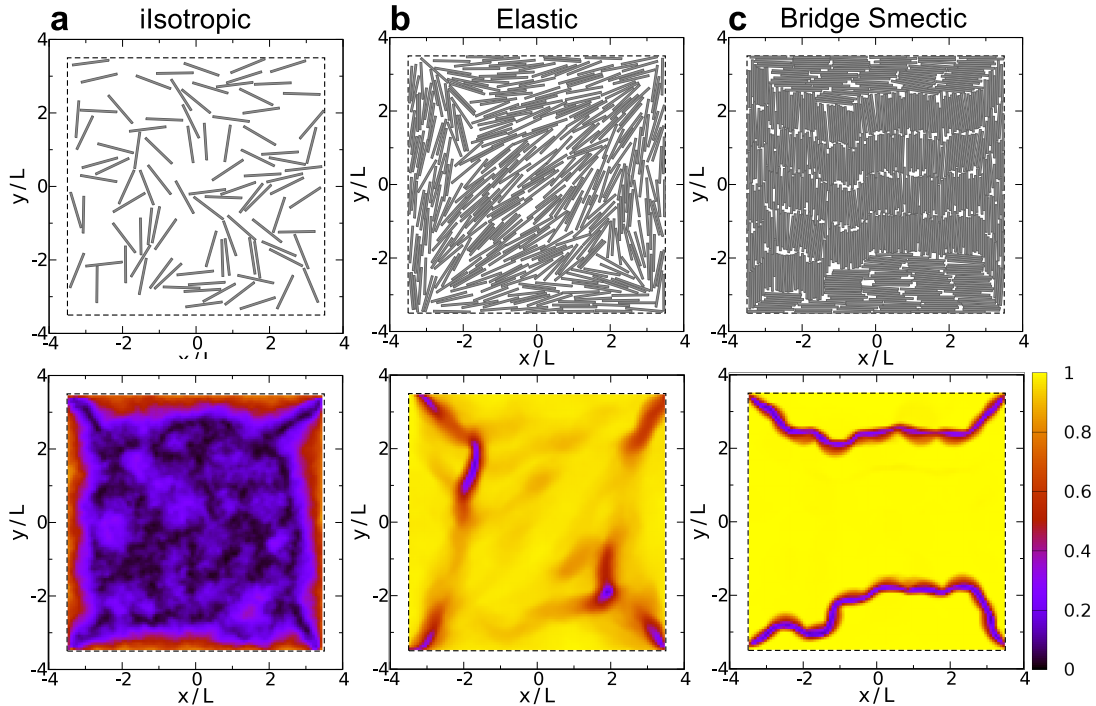 a iIsotropic b Elastic c Bridge Smectic
4 4 4
2 2 2
0 0 0
-2 -2 -2
-4 -4 -4
y/L y/L y/L
-4 -2 0 2 4 -4 -2 0 2 4 -4 -2 0 2 4
x/L x/L x/L
4 4 4 1
2 2 2 0.8
0 0 0 0.6
-2 -2 -2 0.4
-4 -4 -4 0.2
0
y/L y/L y/L
-4 -2 0 2 4 -4 -2 0 2 4 -4 -2 0 2 4
x/L x/L x/L